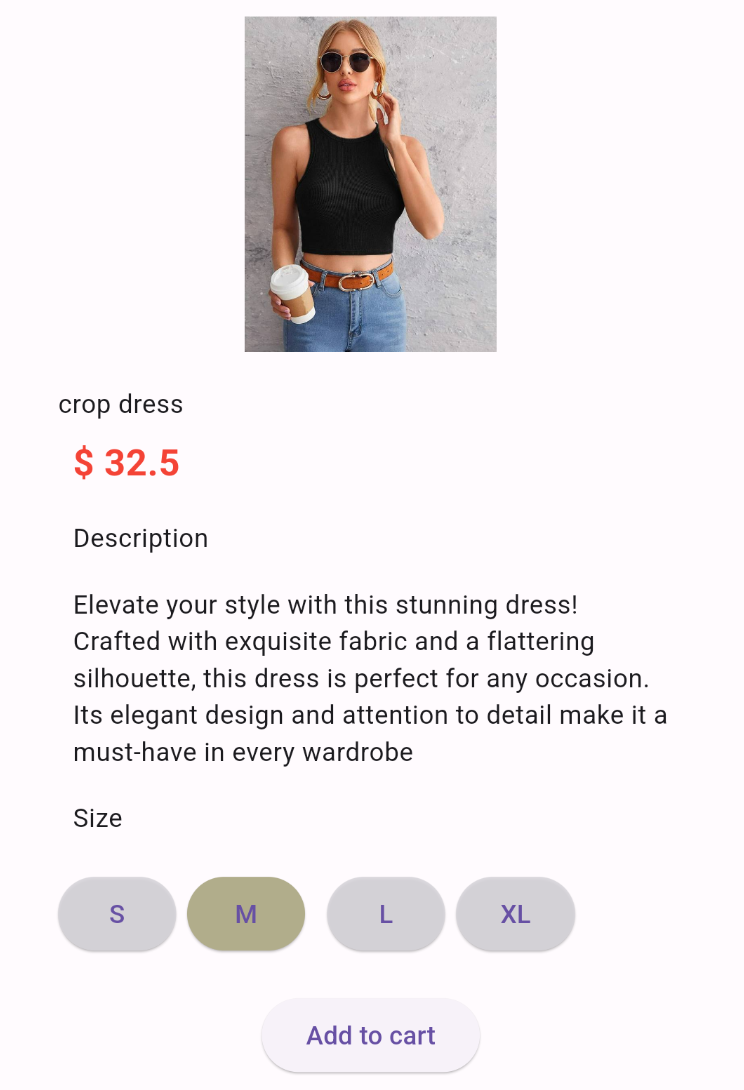 crop dress
$ 32.5
Description
Elevate your style with this stunning dress!
Crafted with exquisite fabric and a flattering
silhouette, this dress is perfect for any occasion.
Its elegant design and attention to detail make it a
must-have in every wardrobe
Size
S M L XL
Add to cart